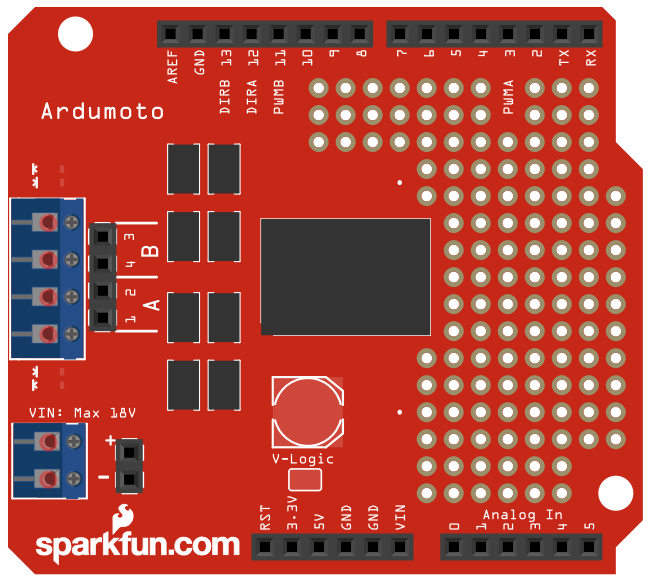 AREF GND 13 12 11 10 9 8 7 6 5 4 3 2 TX RX
DIRB DIRA PWMB PWMA
Ardumoto
3
B
4
2
A
1
VIN: Max 18V
+
-
V-Logic
RST 3.3V 5V GND GND VIN
Analog In
0 1 2 3 4 5
sparkfun.com